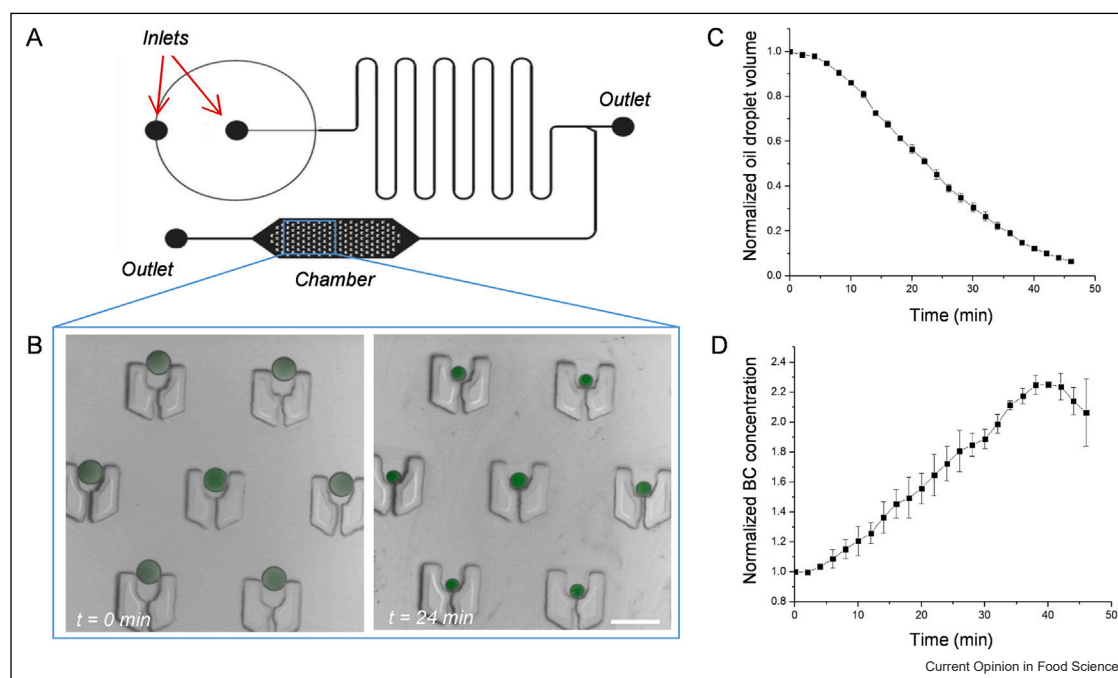 A
Inlets
Outlet
Outlet
Chamber
B
t = 0 min
t = 24 min
C
Normalized oil droplet volume
1.0
0.8
0.6
0.4
0.2
0.0
0 10 20 30 40 50
Time (min)
D
Normalized BC concentration
2.4
2.2
2.0
1.8
1.6
1.4
1.2
1.0
0.8
0 10 20 30 40 50
Time (min)
Current Opinion in Food Science